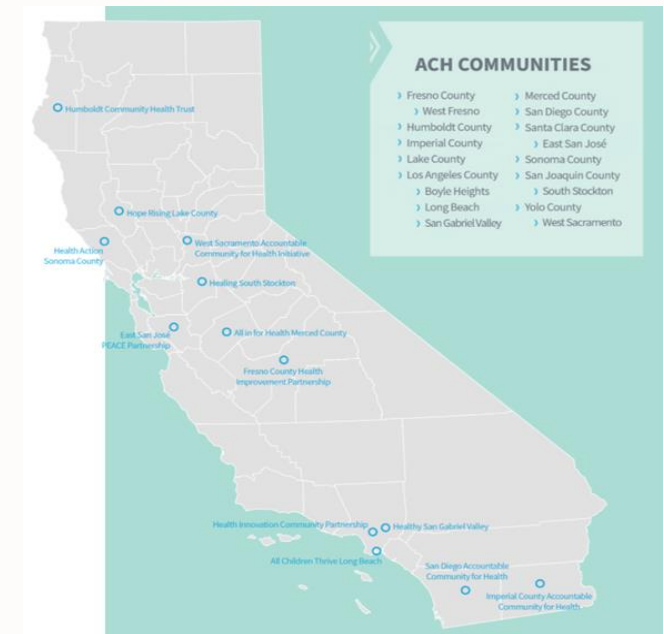 ACH COMMUNITIES
Fresno County
West Fresno
Humboldt County
Imperial County
Lake County
Los Angeles County
Boyle Heights
Long Beach
San Gabriel Valley
Merced County
San Diego County
Santa Clara County
East San José
Sonoma County
San Joaquin County
South Stockton
Yolo County
West Sacramento
Humboldt Community Health Trust
Hope Rising Lake County
Health Action
Sonoma County
West Sacramento Accountable
Community for Health Initiative
Healing South Stockton
East San José
PEACE Partnership
All in for Health Merced County
Fresno County Health
Improvement Partnership
Health Innovation Community Partnership
Healthy San Gabriel Valley
All Children Thrive Long Beach
San Diego Accountable
Community for Health
Imperial County Accountable
Community for Health